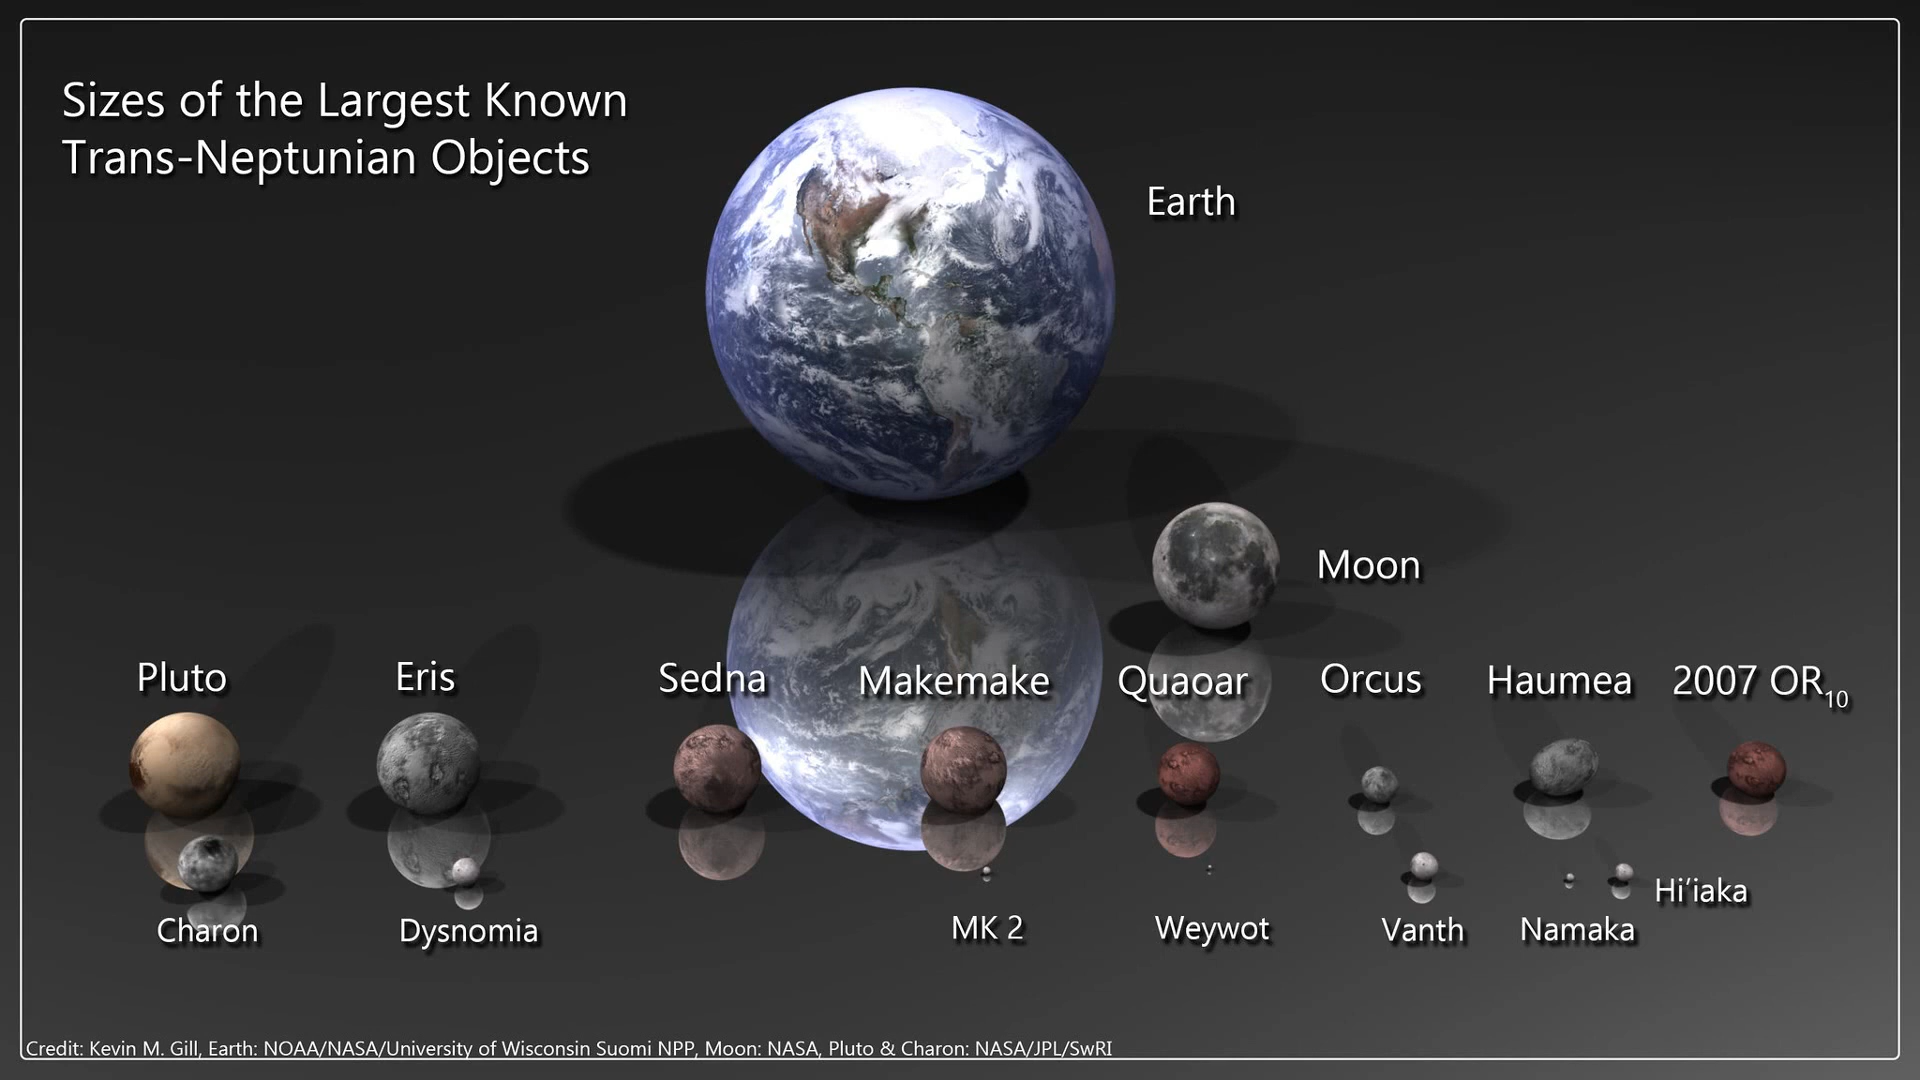 Sizes of the Largest Known
Trans-Neptunian Objects
Earth
Moon
Pluto
Eris
Sedna
Makemake
Quaoar
Orcus
Haumea
2007 OR₁₀
Charon
Dysnomia
MK 2
Weywot
Vanth
Namaka
Hi'iaka
Credit: Kevin M. Gill, Earth: NOAA/NASA/University of Wisconsin Suomi NPP, Moon: NASA, Pluto & Charon: NASA/JPL/SwRI